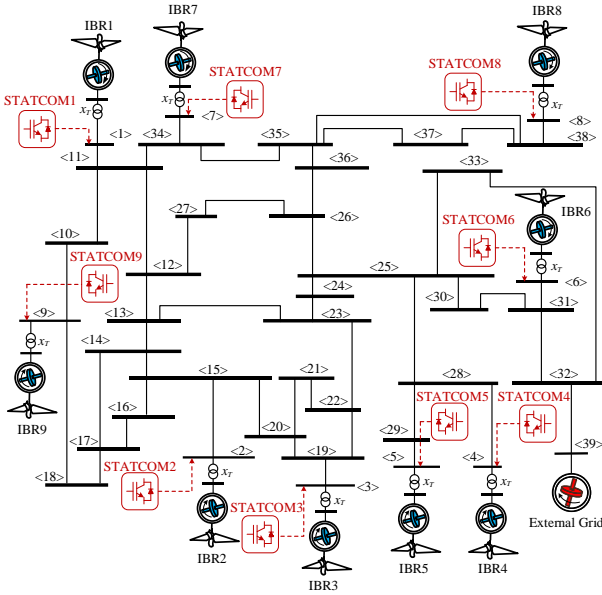 IBR1
IBR7
IBR8
STATCOM7
STATCOM8
STATCOM1
x_T
x_T
x_T
<1>
<7>
<8>
<11>
<34>
<35>
<37>
<38>
<36>
<33>
<27>
<26>
IBR6
<10>
STATCOM6
STATCOM9
<12>
<25>
x_T
<24>
<6>
<9>
<13>
<23>
<30>
<31>
x_T
<14>
<15>
<21>
<28>
<32>
IBR9
<16>
<22>
STATCOM5
STATCOM4
<20>
<29>
<39>
<17>
<2>
<19>
<5>
<4>
STATCOM2
x_T
<18>
<3>
x_T
x_T
STATCOM3
x_T
External Grid
IBR2
IBR3
IBR5
IBR4